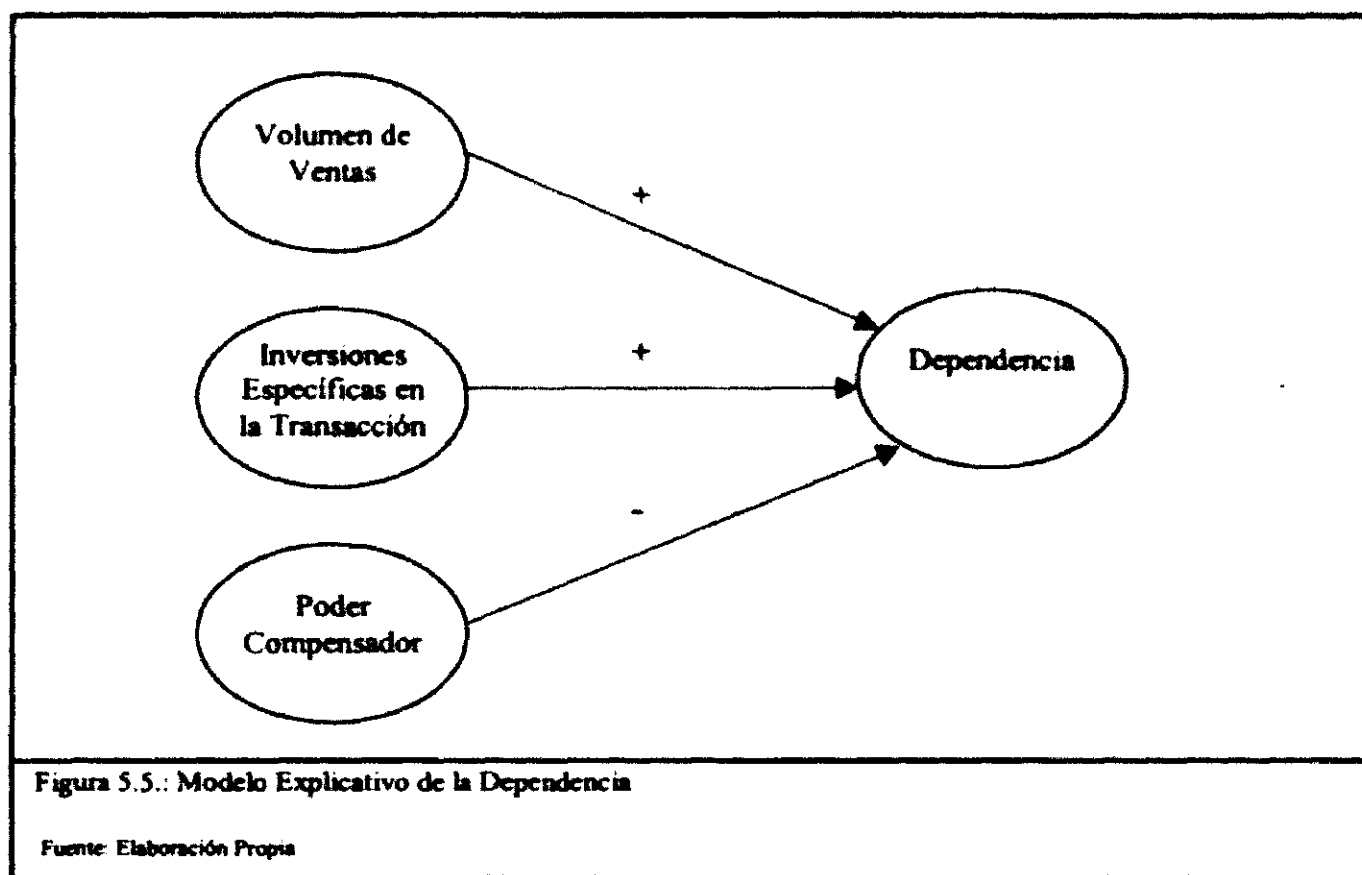 Volumen de
Ventas
+
Inversiones
Específicas en
la Transacción
+
Dependencia
-
Poder
Compensador
Figura 5.5.: Modelo Explicativo de la Dependencia
Fuente: Elaboración Propia